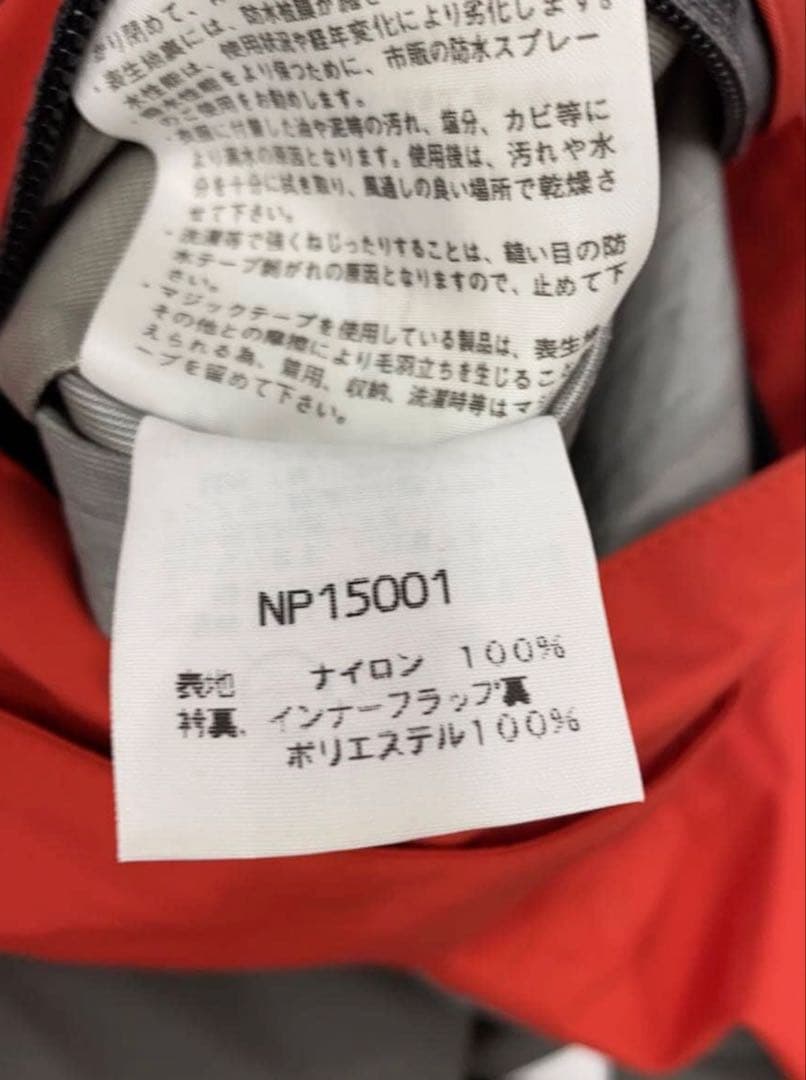 り閉めて、
・表生地裏には、防水被膜が
水性能は、使用状況や経年変化により劣化します。
・撥水性能をより保つために、市販の防水スプレー
のご使用をお勧めします。
・衣服に付着した油や泥等の汚れ、塩分、カビ等に
より漏水の原因となります。使用後は、汚れや水
分を十分に拭き取り、風通しの良い場所で乾燥さ
せて下さい。
・洗濯等で強くねじったりすることは、縫い目の防
水テープ剥がれの原因となりますので、止めて下
さい。
・マジックテープを使用している製品は、表生
その他との摩擦により毛羽立ちを生じるこ
えられる為、着用、収納、洗濯時等はマ
ープを留めて下さい。
NP15001
表地 ナイロン 100%
衿裏、インナーフラップ裏
ポリエステル100%